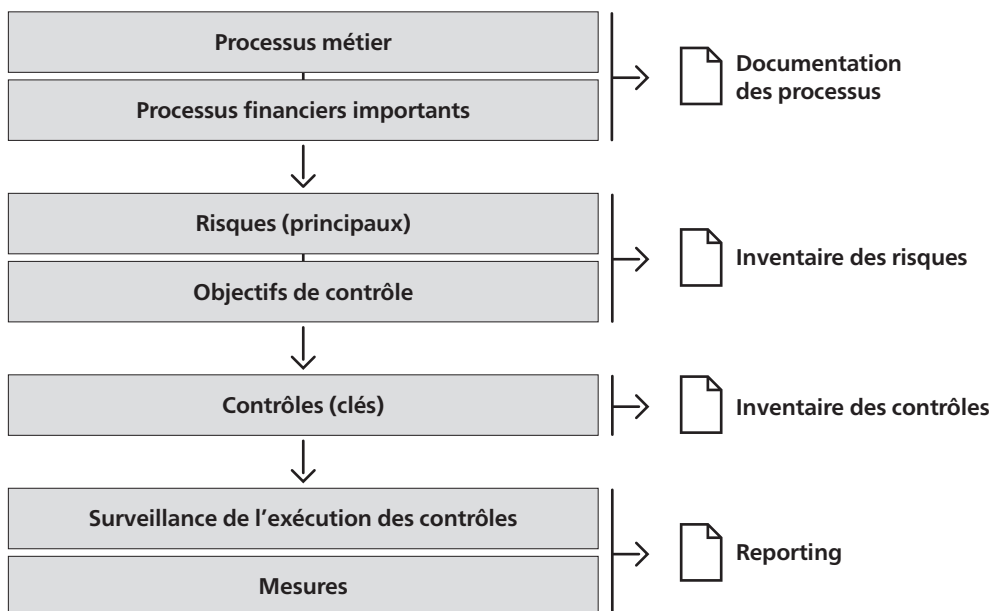 Processus métier
Processus financiers importants
Documentation
des processus
Risques (principaux)
Objectifs de contrôle
Inventaire des risques
Contrôles (clés)
Inventaire des contrôles
Surveillance de l’exécution des contrôles
Mesures
Reporting